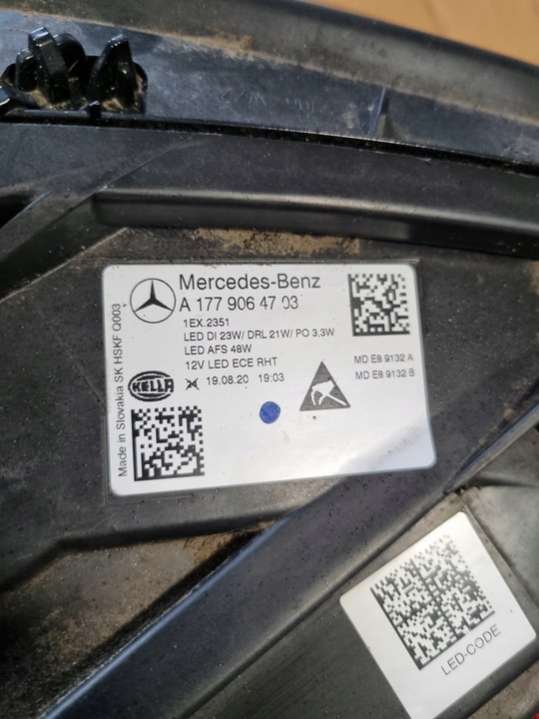 Mercedes-Benz
A 177 906 47 03
1EX.2351
LED DI 23W/ DRL 21W/ PO 3,3W
LED AFS 48W
12V LED ECE RHT
MD E8 9132 A
MD E8 9132 B
HELLA
19.08.20 19:03
Made in Slovakia SK HSKF Q003
LED-CODE